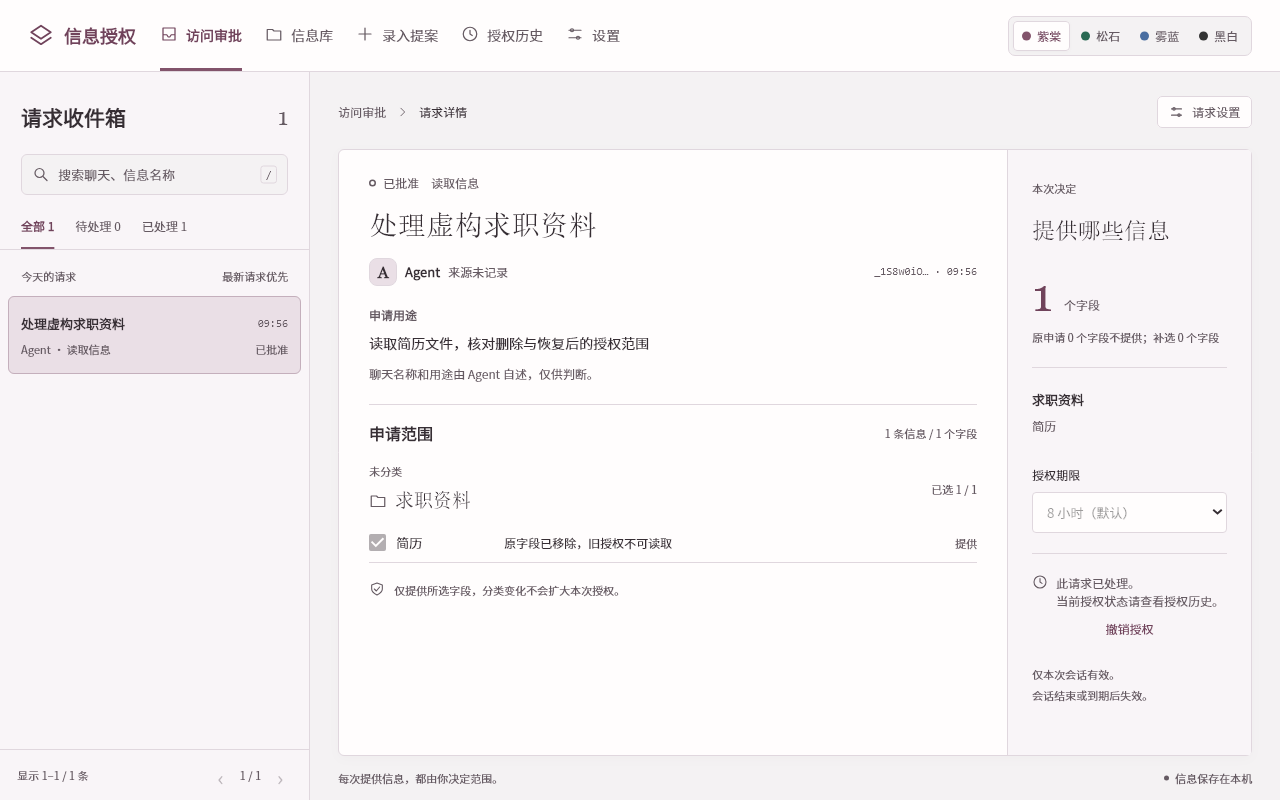 信息授权
访问审批
信息库
录入提案
授权历史
设置
紫棠
松石
雾蓝
黑白
请求收件箱
1
搜索聊天、信息名称
/
全部 1
待处理 0
已处理 1
今天的请求
最新请求优先
处理虚构求职资料
09:56
Agent · 读取信息
已批准
显示 1–1 / 1 条
‹ 1 / 1 ›
访问审批 > 请求详情
请求设置
已批准 读取信息
处理虚构求职资料
A
Agent 来源未记录
_1S8w0iO… · 09:56
申请用途
读取简历文件，核对删除与恢复后的授权范围
聊天名称和用途由 Agent 自述，仅供判断。
申请范围
1 条信息 / 1 个字段
未分类
求职资料
已选 1 / 1
简历
原字段已移除，旧授权不可读取
提供
仅提供所选字段，分类变化不会扩大本次授权。
本次决定
提供哪些信息
1 个字段
原申请 0 个字段不提供；补选 0 个字段
求职资料
简历
授权期限
8 小时（默认）
此请求已处理。
当前授权状态请查看授权历史。
撤销授权
仅本次会话有效。
会话结束或到期后失效。
每次提供信息，都由你决定范围。
信息保存在本机